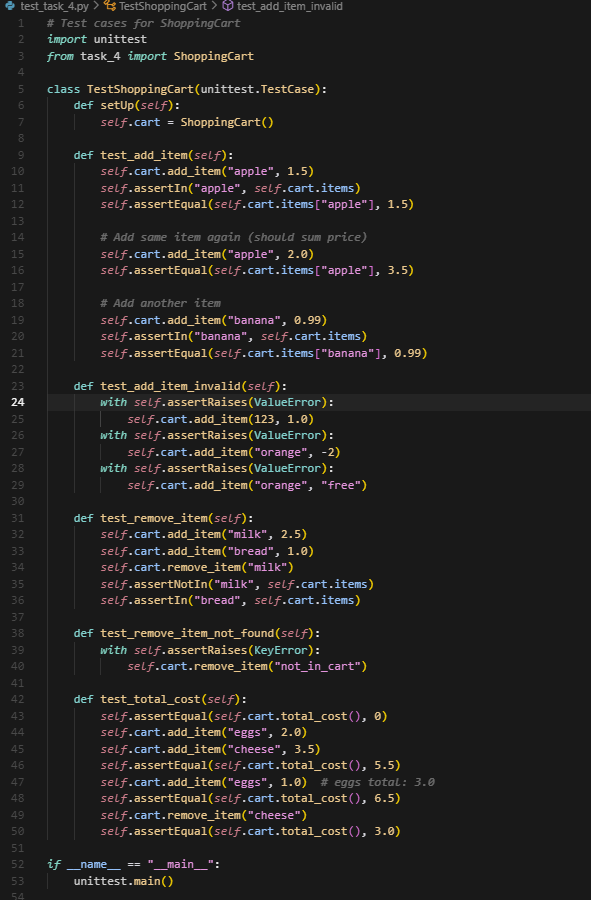 test_task_4.py > TestShoppingCart > test_add_item_invalid
1 # Test cases for ShoppingCart
2 import unittest
3 from task_4 import ShoppingCart
4
5 class TestShoppingCart(unittest.TestCase):
6     def setUp(self):
7         self.cart = ShoppingCart()
8
9     def test_add_item(self):
10         self.cart.add_item("apple", 1.5)
11         self.assertIn("apple", self.cart.items)
12         self.assertEqual(self.cart.items["apple"], 1.5)
13
14         # Add same item again (should sum price)
15         self.cart.add_item("apple", 2.0)
16         self.assertEqual(self.cart.items["apple"], 3.5)
17
18         # Add another item
19         self.cart.add_item("banana", 0.99)
20         self.assertIn("banana", self.cart.items)
21         self.assertEqual(self.cart.items["banana"], 0.99)
22
23     def test_add_item_invalid(self):
24         with self.assertRaises(ValueError):
25             self.cart.add_item(123, 1.0)
26         with self.assertRaises(ValueError):
27             self.cart.add_item("orange", -2)
28         with self.assertRaises(ValueError):
29             self.cart.add_item("orange", "free")
30
31     def test_remove_item(self):
32         self.cart.add_item("milk", 2.5)
33         self.cart.add_item("bread", 1.0)
34         self.cart.remove_item("milk")
35         self.assertNotIn("milk", self.cart.items)
36         self.assertIn("bread", self.cart.items)
37
38     def test_remove_item_not_found(self):
39         with self.assertRaises(KeyError):
40             self.cart.remove_item("not_in_cart")
41
42     def test_total_cost(self):
43         self.assertEqual(self.cart.total_cost(), 0)
44         self.cart.add_item("eggs", 2.0)
45         self.cart.add_item("cheese", 3.5)
46         self.assertEqual(self.cart.total_cost(), 5.5)
47         self.cart.add_item("eggs", 1.0)  # eggs total: 3.0
48         self.assertEqual(self.cart.total_cost(), 6.5)
49         self.cart.remove_item("cheese")
50         self.assertEqual(self.cart.total_cost(), 3.0)
51
52 if __name__ == "__main__":
53     unittest.main()
54